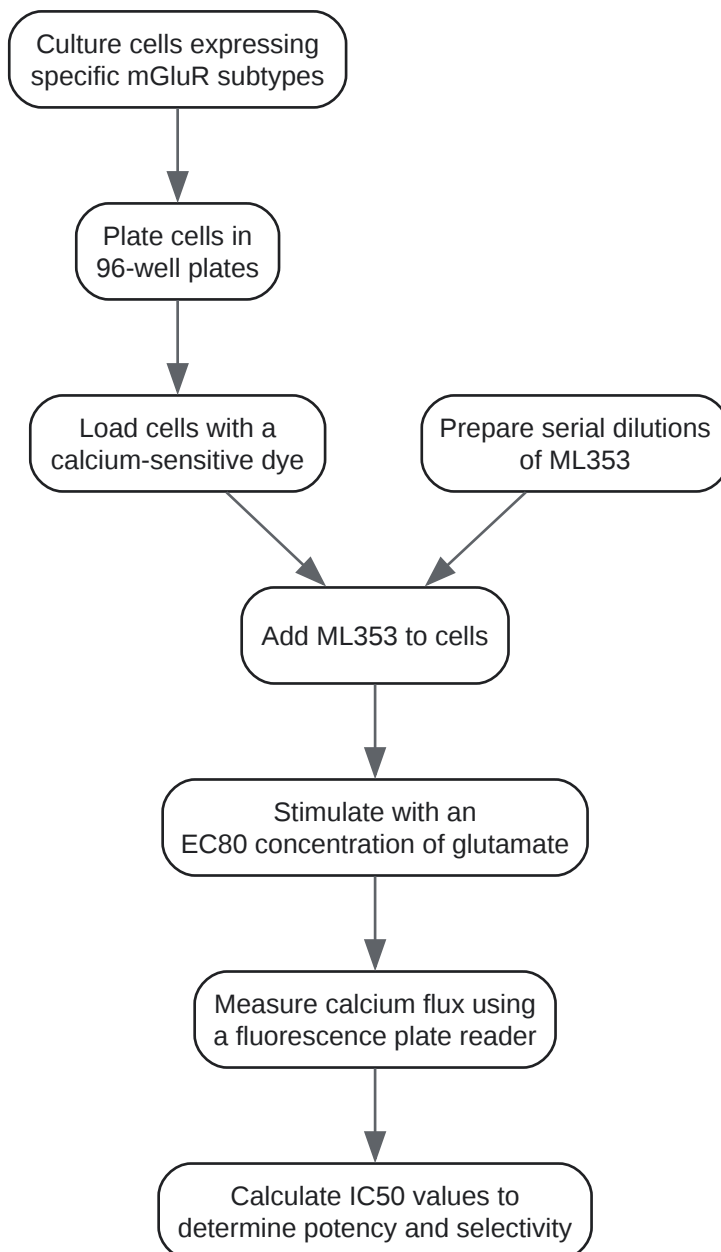 Culture cells expressing
specific mGluR subtypes
Plate cells in
96-well plates
Load cells with a
calcium-sensitive dye
Prepare serial dilutions
of ML353
Add ML353 to cells
Stimulate with an
EC80 concentration of glutamate
Measure calcium flux using
a fluorescence plate reader
Calculate IC50 values to
determine potency and selectivity